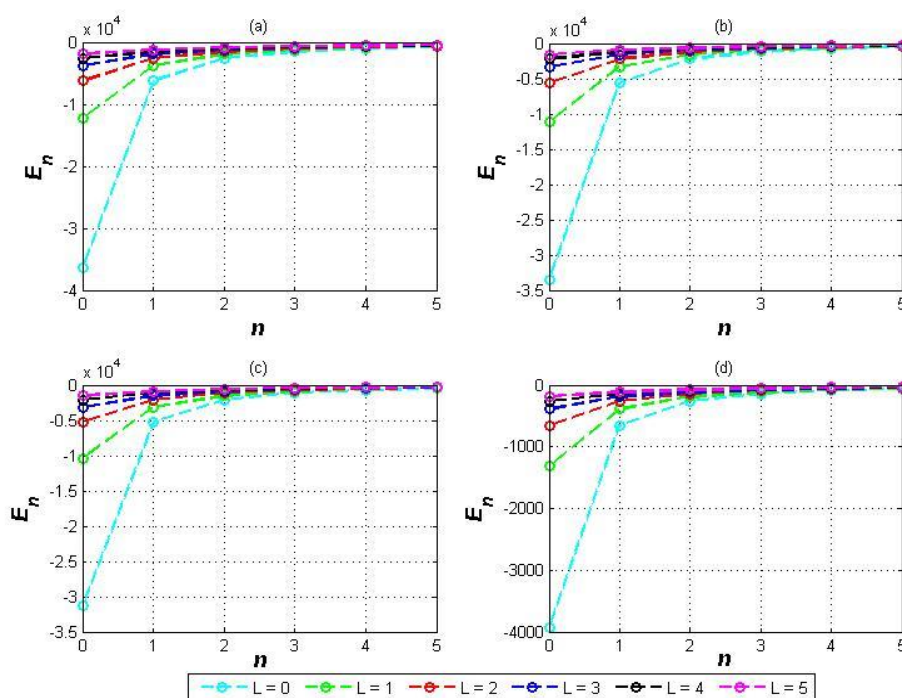 x 10^4 (a)
0
-1
-2
-3
-4
E_n
0 1 2 3 4 5
n
x 10^4 (b)
0
-0.5
-1
-1.5
-2
-2.5
-3
-3.5
E_n
0 1 2 3 4 5
n
x 10^4 (c)
0
-0.5
-1
-1.5
-2
-2.5
-3
-3.5
E_n
0 1 2 3 4 5
n
(d)
0
-1000
-2000
-3000
-4000
E_n
0 1 2 3 4 5
n
L = 0 L = 1 L = 2 L = 3 L = 4 L = 5